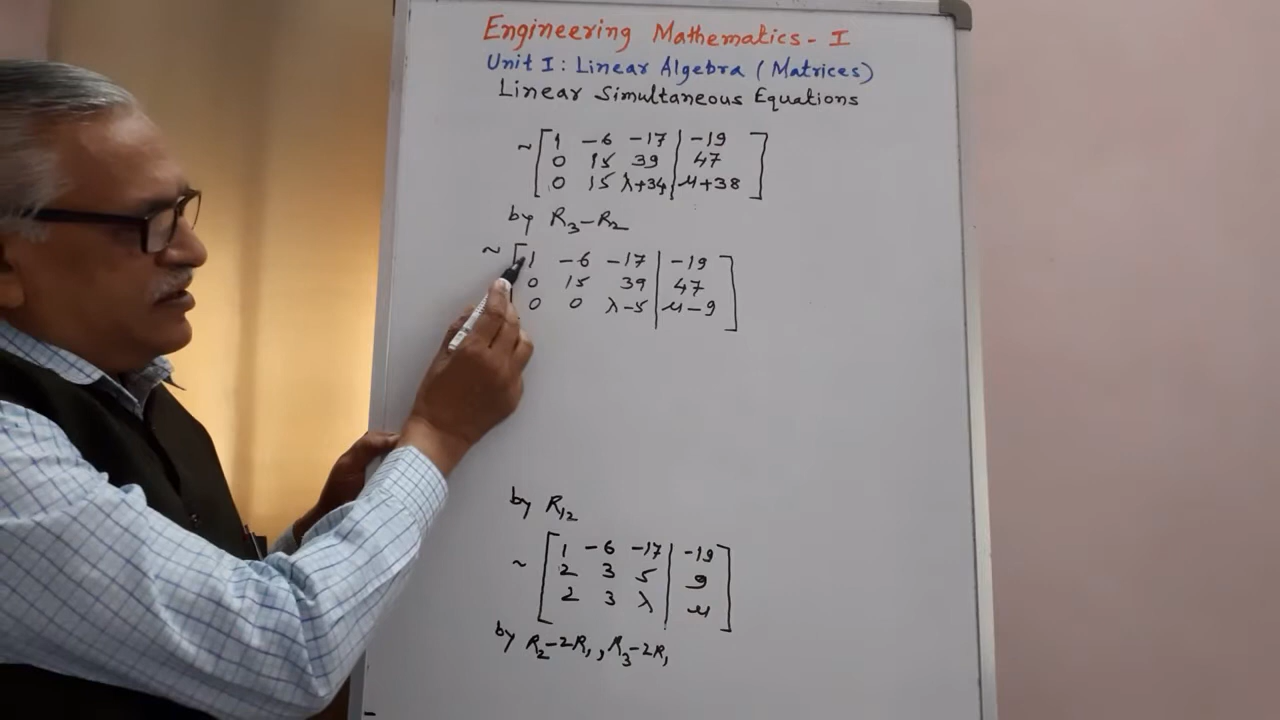 Engineering Mathematics - I
Unit I : Linear Algebra ( Matrices )
Linear Simultaneous Equations
~ [ 1 -6 -17 | -19 ]
0 15 39 | 47
0 15 λ+34 | μ+38
by R₃-R₂
~ [ 1 -6 -17 | -19 ]
0 15 39 | 47
0 0 λ-5 | μ-9
by R₁₂
~ [ 1 -6 -17 | -19 ]
2 3 5 | 9
2 3 λ | μ
by R₂-2R₁ , R₃-2R₁